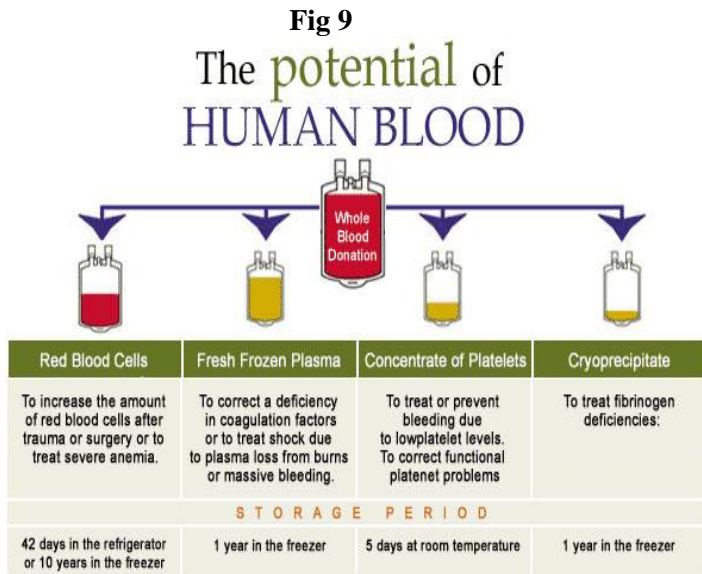 Fig 9
The potential of
HUMAN BLOOD
Whole
Blood
Donation
Red Blood Cells
Fresh Frozen Plasma
Concentrate of Platelets
Cryoprecipitate
To increase the amount
of red blood cells after
trauma or surgery or to
treat severe anemia.
To correct a deficiency
in coagulation factors
or to treat shock due
to plasma loss from burns
or massive bleeding.
To treat or prevent
bleeding due
to lowplatelet levels.
To correct functional
platenet problems
To treat fibrinogen
deficiencies:
STORAGE PERIOD
42 days in the refrigerator
or 10 years in the freezer
1 year in the freezer
5 days at room temperature
1 year in the freezer